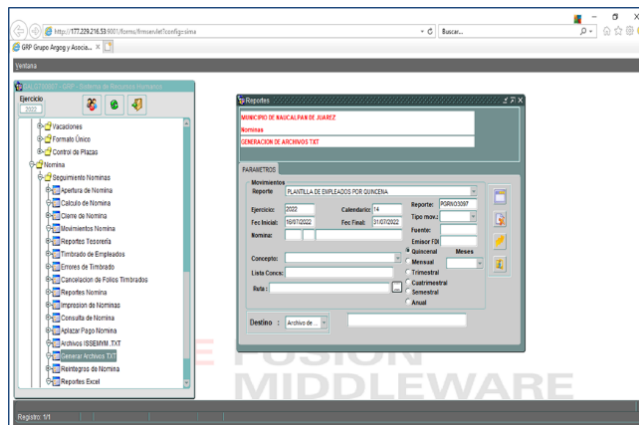 http://177.229.216.53:9001/forms/frmservlet?config=sima
Buscar...
GRP Grupo Argog y Asocia...
Ventana
Ejercicio
2022
Vacaciones
Formato Único
Control de Plazas
Nomina
Seguimiento Nominas
Apertura de Nomina
Calculo de Nomina
Cierre de Nomina
Movimientos Nomina
Reportes Tesorería
Timbrado de Empleados
Errores de Timbrado
Cancelacion de Folios Timbrados
Reportes Nomina
Impresion de Nominas
Consulta de Nomina
Aplazar Pago Nomina
Archivos ISSEMYM .TXT
Generar Archivos TXT
Reintegros de Nomina
Reportes Excel
Reportes
MUNICIPIO DE NAUCALPAN DE JUAREZ
Nominas
GENERACION DE ARCHIVOS TXT
PARAMETROS
Movimientos
Reporte PLANTILLA DE EMPLEADOS POR QUINCENA
Ejercicio: 2022 Calendario: 14 Reporte: PGRNO3097
Fec Inicial: 16/07/2022 Fec Final: 31/07/2022 Tipo mov.:
Nomina: Fuente:
Emisor FDI
Concepto: Quincenal Meses
Mensual
Lista Concs: Trimestral
Ruta : ... Cuatrimestral
Semestral
Anual
Destino : Archivo de ...
FUSION
MIDDLEWARE
Registro: 1/1